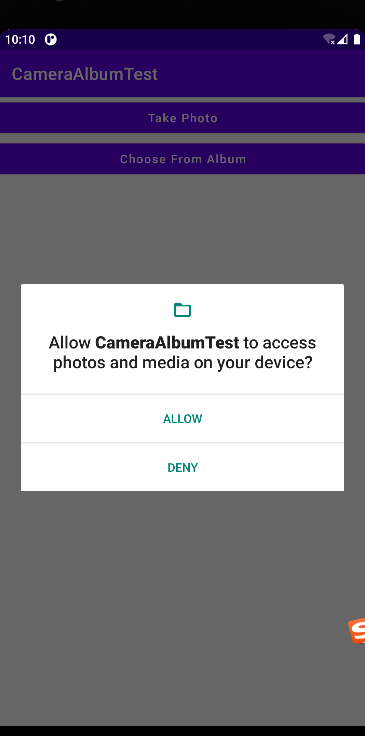 10:10
CameraAlbumTest
Take Photo
Choose From Album
Allow CameraAlbumTest to access
photos and media on your device?
ALLOW
DENY